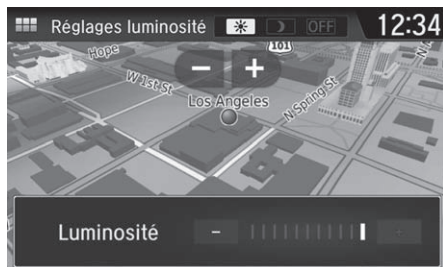 Réglages luminosité OFF 12:34
Hope
101
W 1st St
− +
Los Angeles
N Spring St
Luminosité − +